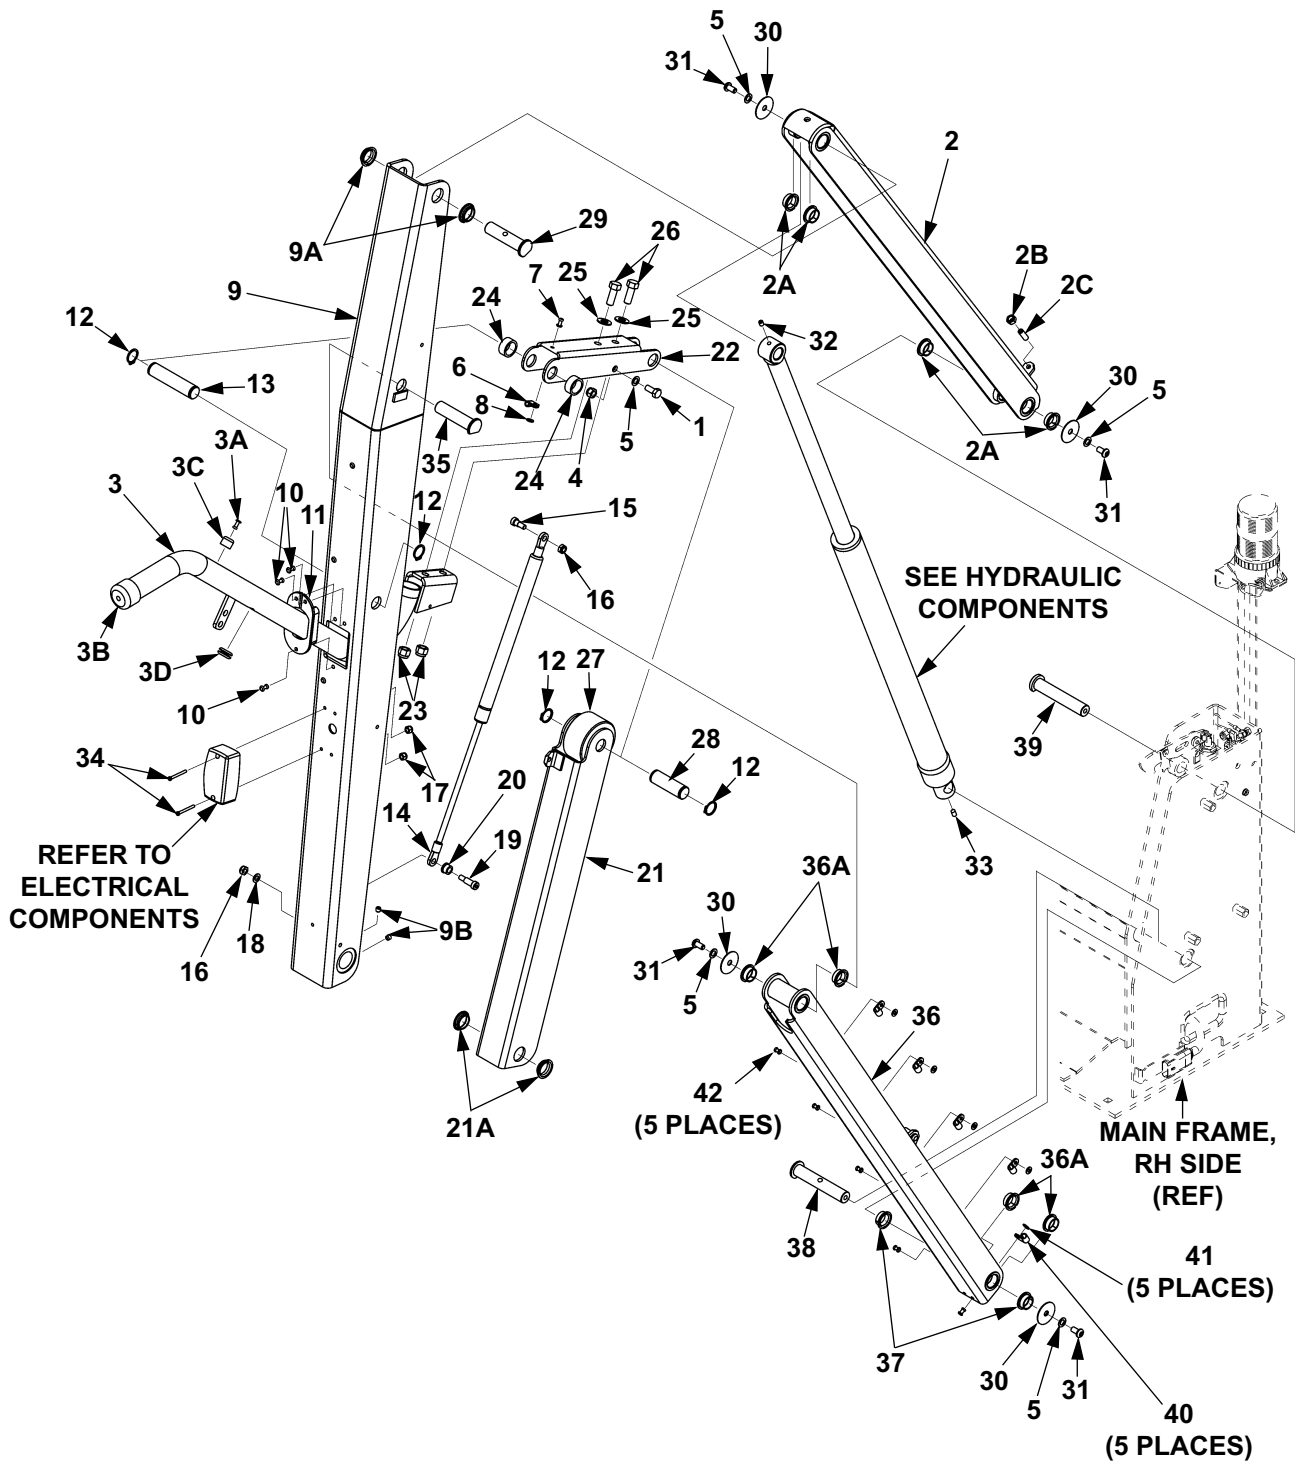 5
30
31
2
9A
29
26
7
25
2A
2B
2C
9
12
24
25
32
22
13
6
30
5
8
5
1
35
24
4
2A
31
3A
3C
3
10
11
12
15
SEE HYDRAULIC
COMPONENTS
16
3B
3D
12
27
10
23
39
28
34
17
12
20
14
19
33
REFER TO
ELECTRICAL
COMPONENTS
21
36A
30
16
18
9B
31
5
36
42
(5 PLACES)
21A
MAIN FRAME,
RH SIDE
(REF)
36A
38
41
(5 PLACES)
37
30
5
31
40
(5 PLACES)